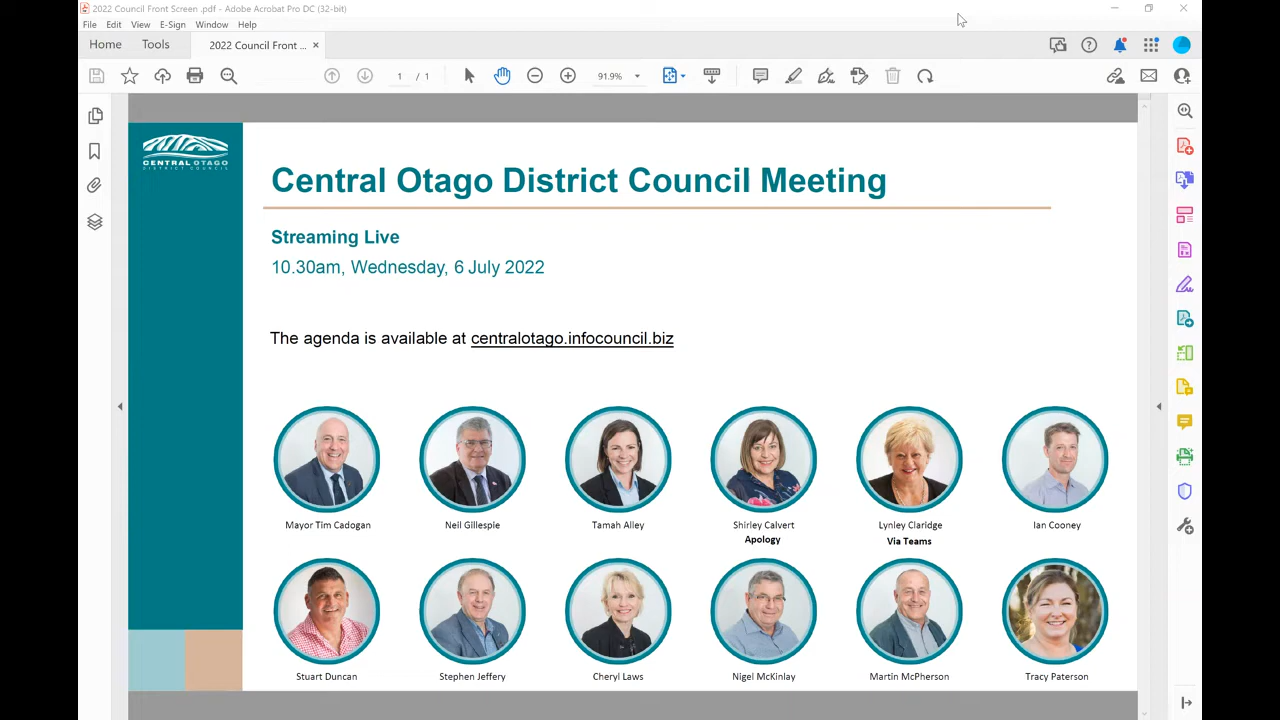 2022 Council Front Screen .pdf - Adobe Acrobat Pro DC (32-bit)
File Edit View E-Sign Window Help
Home Tools 2022 Council Front ... ×
1 / 1 91.9%
CENTRAL OTAGO
DISTRICT COUNCIL
Central Otago District Council Meeting
Streaming Live
10.30am, Wednesday, 6 July 2022
The agenda is available at centralotago.infocouncil.biz
Mayor Tim Cadogan Neil Gillespie Tamah Alley Shirley Calvert Lynley Claridge Ian Cooney
Apology Via Teams
Stuart Duncan Stephen Jeffery Cheryl Laws Nigel McKinlay Martin McPherson Tracy Paterson